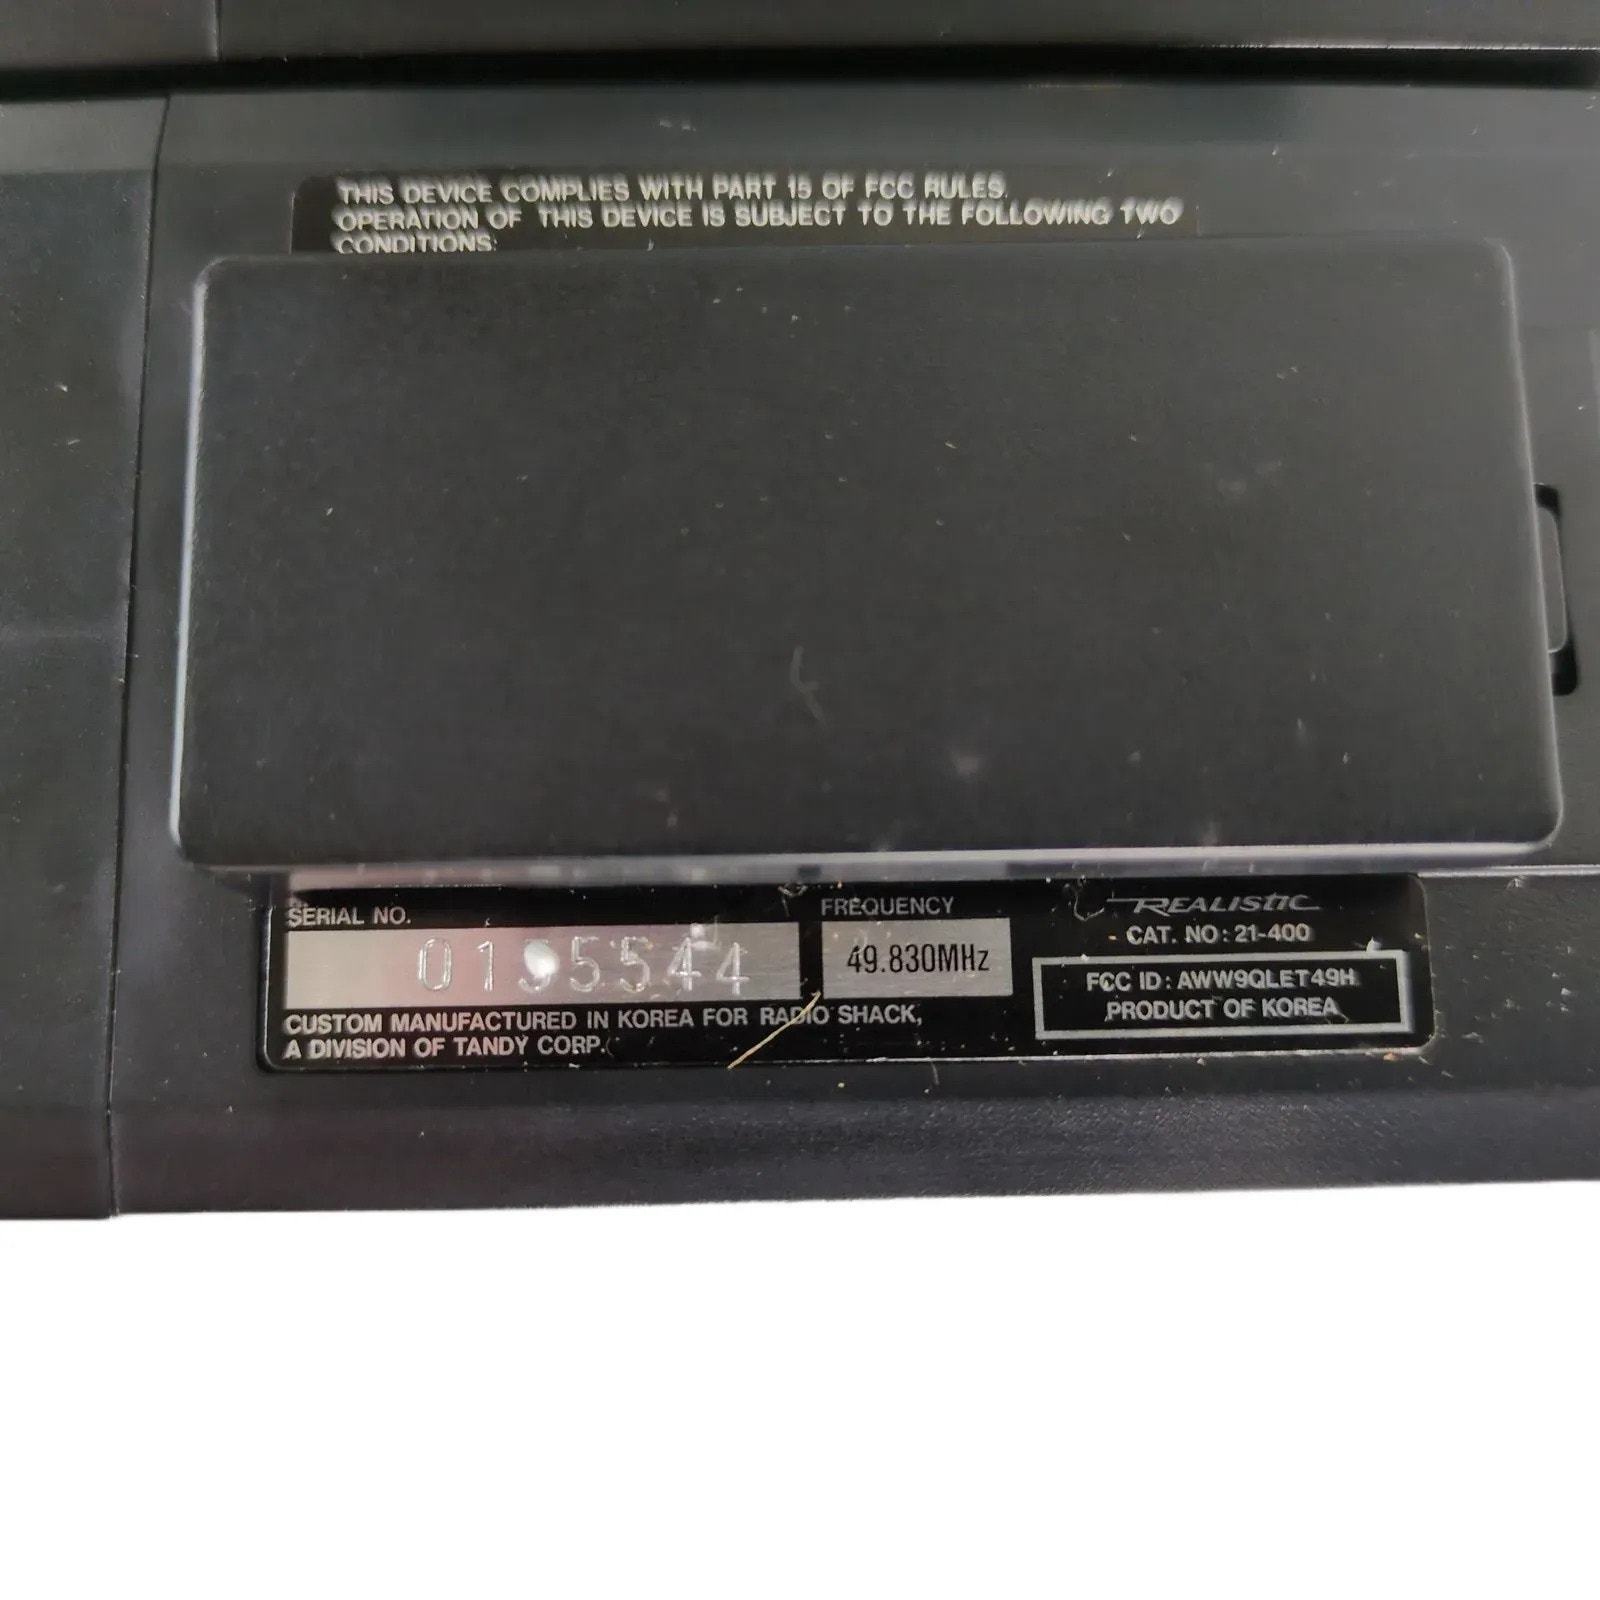 THIS DEVICE COMPLIES WITH PART 15 OF FCC RULES.
OPERATION OF THIS DEVICE IS SUBJECT TO THE FOLLOWING TWO
CONDITIONS:
SERIAL NO.
FREQUENCY
49.830MHz
CUSTOM MANUFACTURED IN KOREA FOR RADIO SHACK,
A DIVISION OF TANDY CORP.
REALISTIC
CAT. NO: 21-400
FCC ID: AWW9QLET49H
PRODUCT OF KOREA